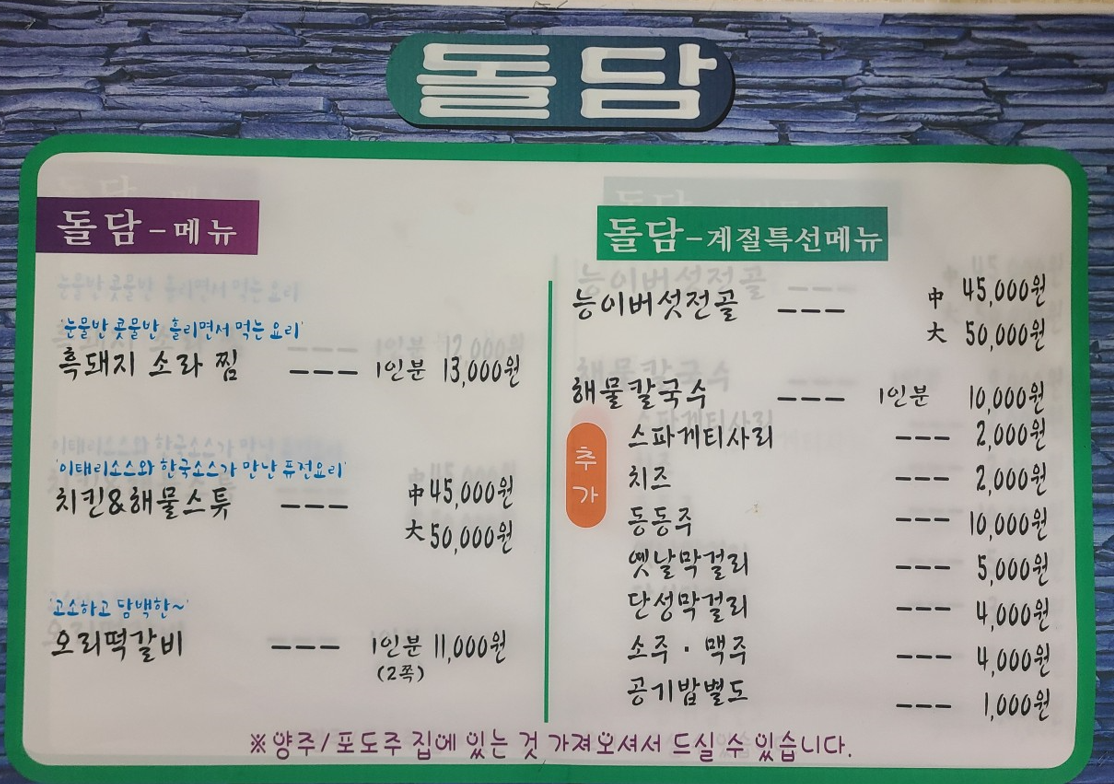 돌담
돌담-메뉴
'눈물반 콧물반 흘리면서 먹는 요리'
흑돼지 소라 찜 --- 1인분 13,000원
'이태리소스와 한국소스가 만난 퓨전요리'
치킨&해물스튜 --- 中 45,000원
大 50,000원
'고소하고 담백한~'
오리떡갈비 --- 1인분 11,000원
(2쪽)
돌담-계절특선메뉴
능이버섯전골 --- 中 45,000원
大 50,000원
해물칼국수 --- 1인분 10,000원
추가
스파게티사리 --- 2,000원
치즈 --- 2,000원
동동주 --- 10,000원
옛날막걸리 --- 5,000원
단성막걸리 --- 4,000원
소주·맥주 --- 4,000원
공기밥별도 --- 1,000원
※양주/포도주 집에 있는 것 가져오셔서 드실 수 있습니다.